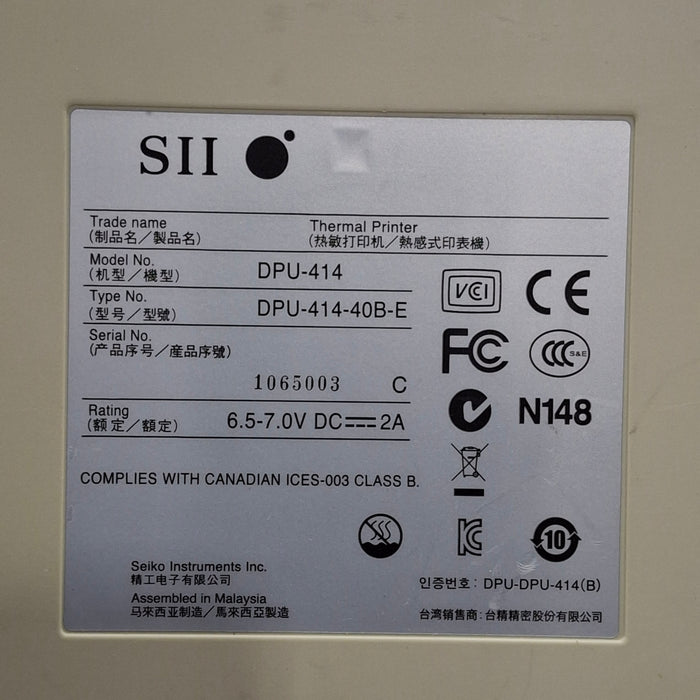 SII
Trade name Thermal Printer
(制品名／製品名) (热敏打印机／熱感式印表機)
Model No. DPU-414
(机型／機型)
Type No. DPU-414-40B-E
(型号／型號)
Serial No.
(产品序号／産品序號)
1065003 C
Rating 6.5-7.0V DC 2A
(额定／額定)
VCI CE
FC CCC S&E
N148
COMPLIES WITH CANADIAN ICES-003 CLASS B.
10
Seiko Instruments Inc.
精工电子有限公司
인증번호: DPU-DPU-414(B)
Assembled in Malaysia
马来西亚制造／馬來西亞製造
台湾销售商: 台精精密股份有限公司